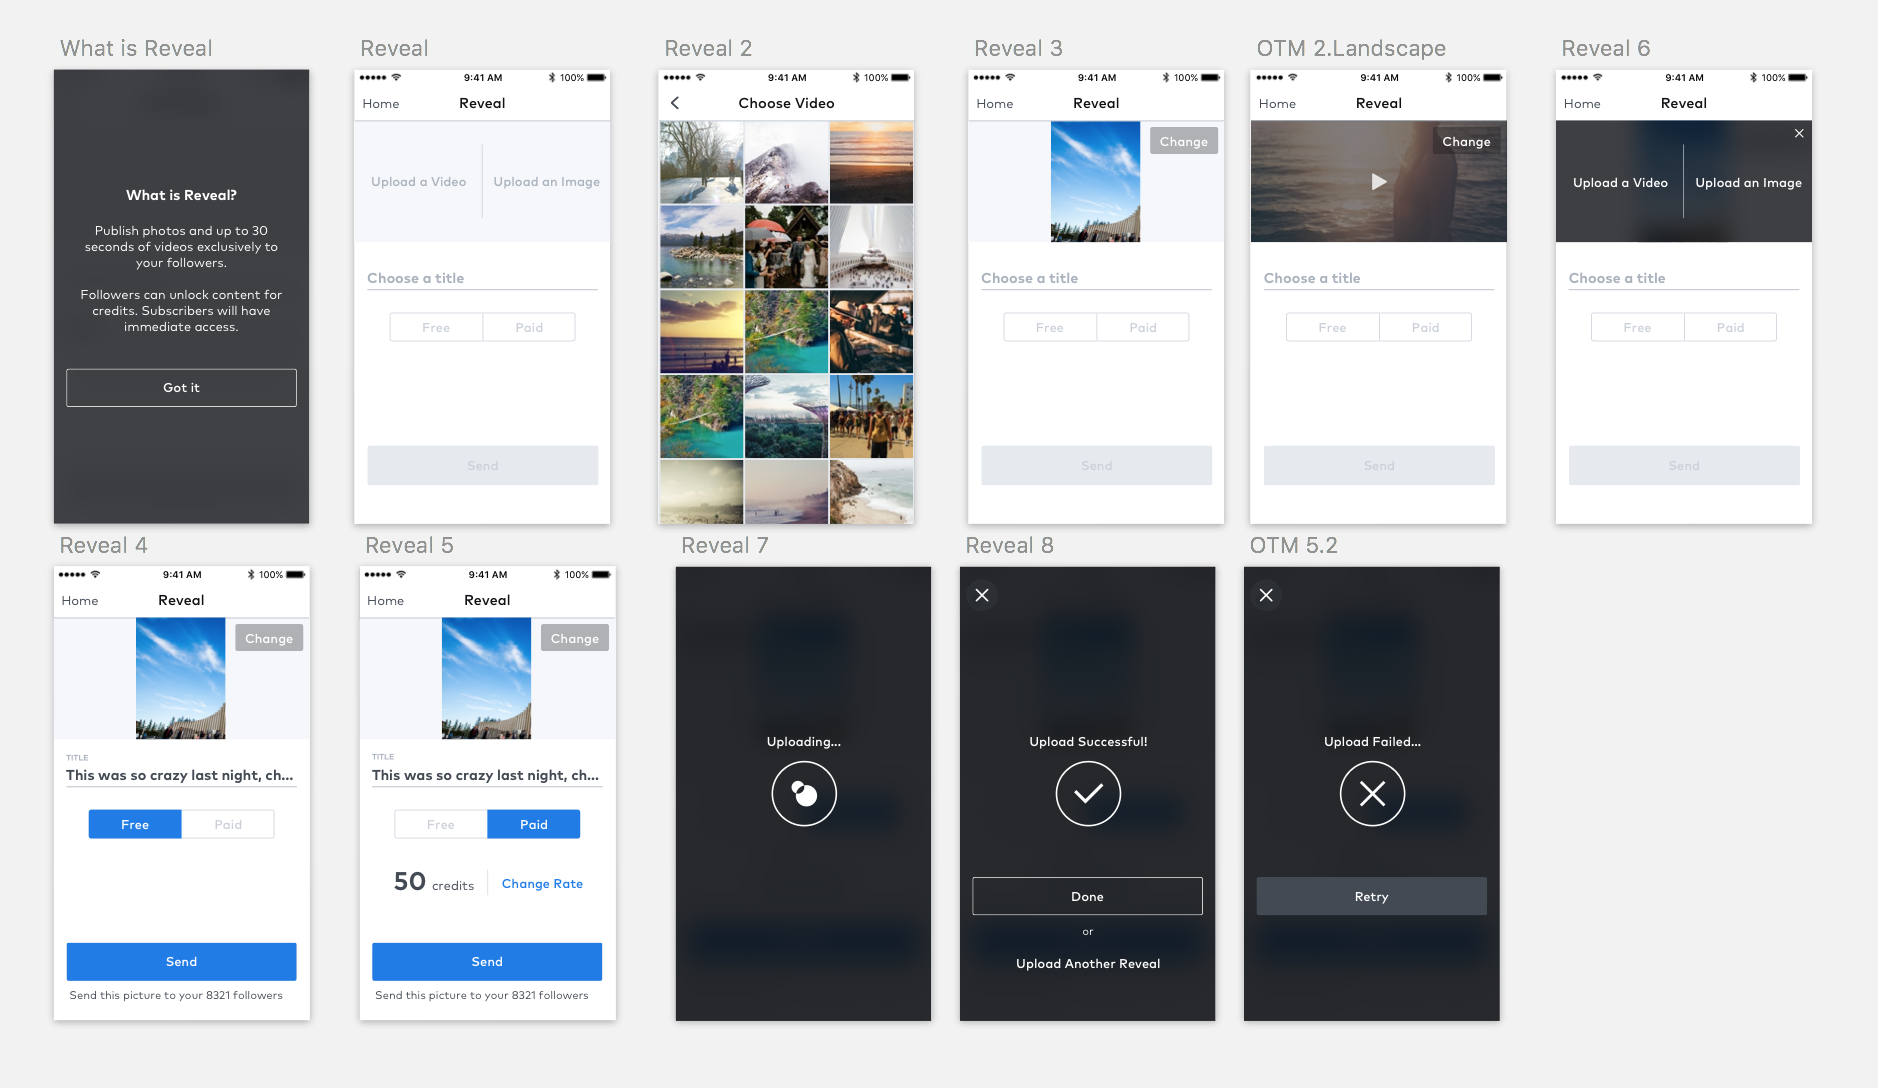 What is Reveal
What is Reveal?
Publish photos and up to 30
seconds of videos exclusively to
your followers.
Followers can unlock content for
credits. Subscribers will have
immediate access.
Got it
Reveal
9:41 AM
100%
Home
Reveal
Upload a Video
Upload an Image
Choose a title
Free
Paid
Send
Reveal 2
9:41 AM
100%
Choose Video
Reveal 3
9:41 AM
100%
Home
Reveal
Change
Choose a title
Free
Paid
Send
OTM 2.Landscape
9:41 AM
100%
Home
Reveal
Change
Choose a title
Free
Paid
Send
Reveal 6
9:41 AM
100%
Home
Reveal
Upload a Video
Upload an Image
Choose a title
Free
Paid
Send
Reveal 4
9:41 AM
100%
Home
Reveal
Change
TITLE
This was so crazy last night, ch...
Free
Paid
Send
Send this picture to your 8321 followers
Reveal 5
9:41 AM
100%
Home
Reveal
Change
TITLE
This was so crazy last night, ch...
Free
Paid
50 credits
Change Rate
Send
Send this picture to your 8321 followers
Reveal 7
Uploading...
Reveal 8
Upload Successful!
Done
or
Upload Another Reveal
OTM 5.2
Upload Failed...
Retry